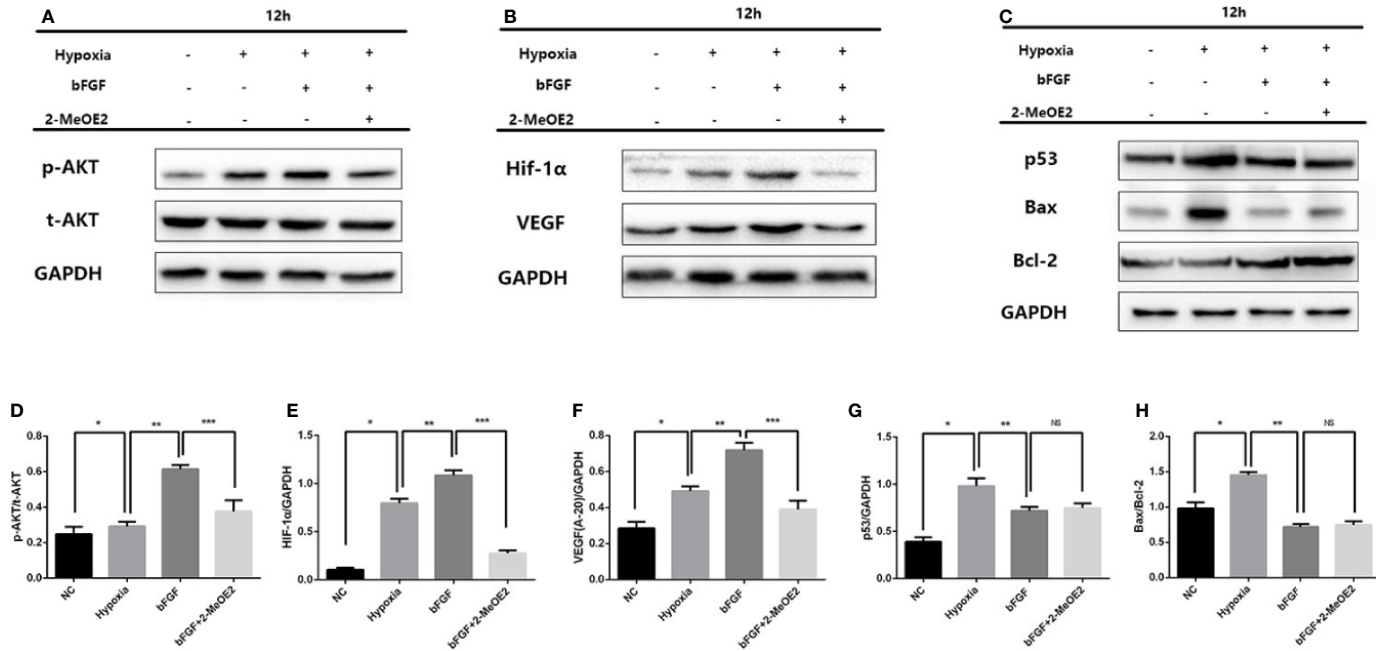 A
12h
Hypoxia - + + +
bFGF - - + +
2-MeOE2 - - - +
p-AKT
t-AKT
GAPDH
B
12h
Hypoxia - + + +
bFGF - - + +
2-MeOE2 - - - +
Hif-1α
VEGF
GAPDH
C
12h
Hypoxia - + + +
bFGF - - + +
2-MeOE2 - - - +
p53
Bax
Bcl-2
GAPDH
D
* ** ***
p-AKT/t-AKT
0.8
0.6
0.4
0.2
0.0
NC Hypoxia bFGF bFGF+2-MeOE2
E
* ** ***
HIF-1α/GAPDH
1.5
1.0
0.5
0.0
NC Hypoxia bFGF bFGF+2-MeOE2
F
* ** ***
VEGF(A-20)/GAPDH
0.8
0.6
0.4
0.2
0.0
NC Hypoxia bFGF bFGF+2-MeOE2
G
* ** NS
p53/GAPDH
1.5
1.0
0.5
0.0
NC Hypoxia bFGF bFGF+2-MeOE2
H
* ** NS
Bax/Bcl-2
2.0
1.5
1.0
0.5
0.0
NC Hypoxia bFGF bFGF+2-MeOE2